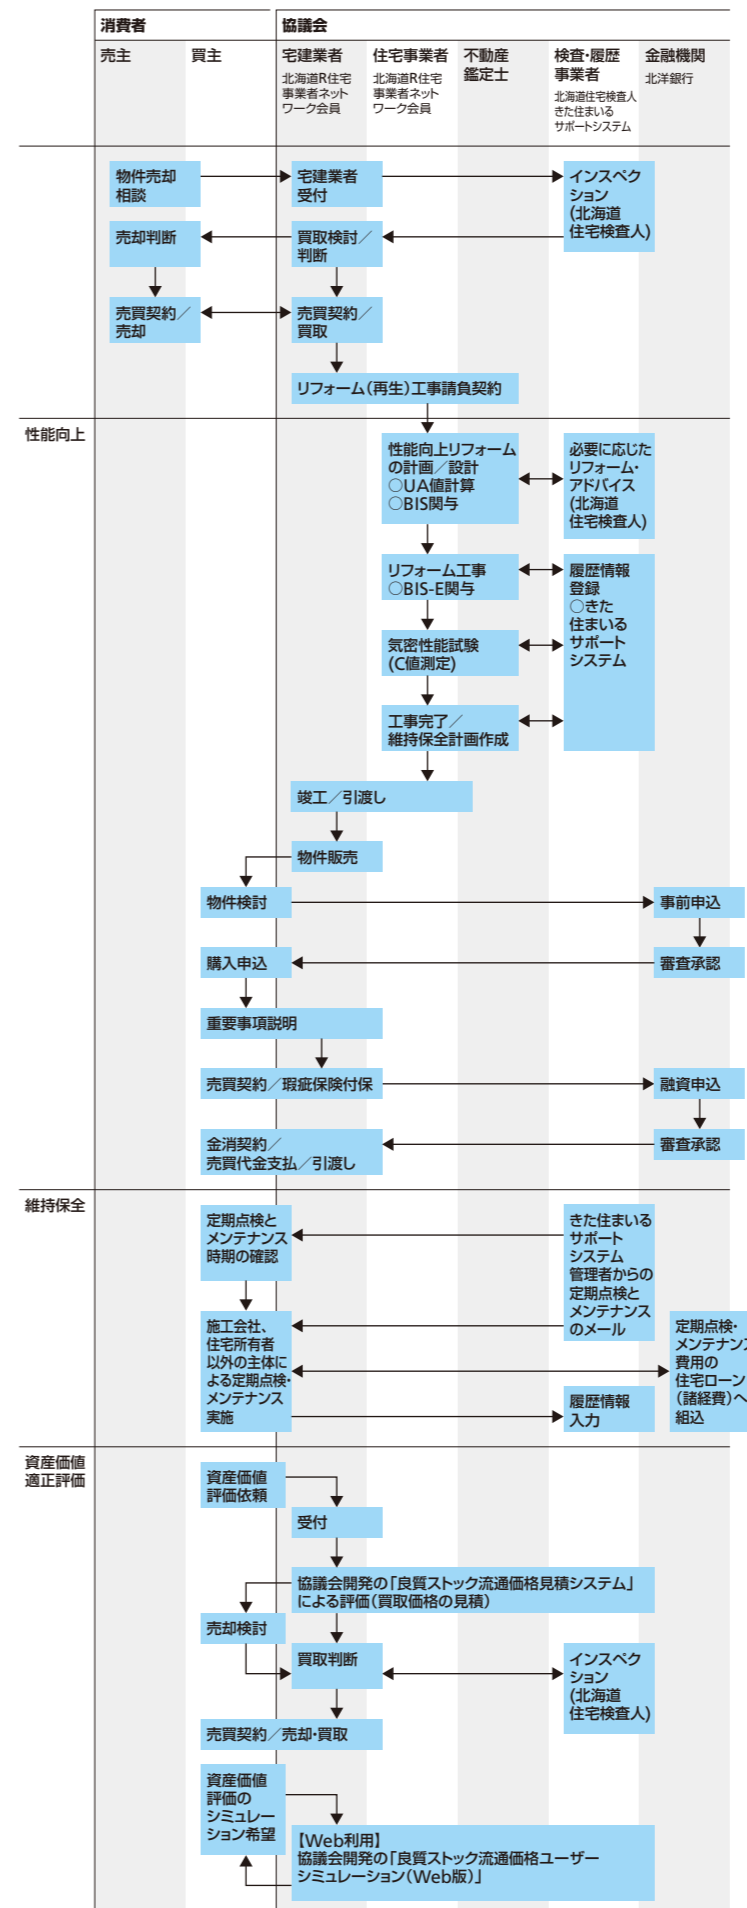 消費者
協議会
売主
買主
宅建業者
北海道R住宅
事業者ネット
ワーク会員
住宅事業者
北海道R住宅
事業者ネット
ワーク会員
不動産
鑑定士
検査・履歴
事業者
北海道住宅検査人
きた住まいる
サポートシステム
金融機関
北洋銀行
物件売却
相談
宅建業者
受付
インスペク
ション
(北海道
住宅検査人)
売却判断
買取検討／
判断
売買契約／
売却
売買契約／
買取
リフォーム(再生)工事請負契約
性能向上
性能向上リフォーム
の計画／設計
○UA値計算
○BIS関与
必要に応じた
リフォーム・
アドバイス
(北海道
住宅検査人)
リフォーム工事
○BIS-E関与
履歴情報
登録
○きた
住まいる
サポート
システム
気密性能試験
(C値測定)
工事完了／
維持保全計画作成
竣工／引渡し
物件販売
物件検討
事前申込
購入申込
審査承認
重要事項説明
売買契約／瑕疵保険付保
融資申込
金消契約／
売買代金支払／引渡し
審査承認
維持保全
定期点検と
メンテナンス
時期の確認
きた住まいる
サポート
システム
管理者からの
定期点検と
メンテナンス
のメール
施工会社、
住宅所有者
以外の主体に
よる定期点検・
メンテナンス
実施
定期点検・
メンテナンス
費用の
住宅ローン
(諸経費)へ
組込
履歴情報
入力
資産価値
適正評価
資産価値
評価依頼
受付
協議会開発の「良質ストック流通価格見積システム」
による評価(買取価格の見積)
売却検討
買取判断
インスペク
ション
(北海道
住宅検査人)
売買契約／売却・買取
資産価値
評価の
シミュレー
ション希望
【Web利用】
協議会開発の「良質ストック流通価格ユーザー
シミュレーション(Web版)」